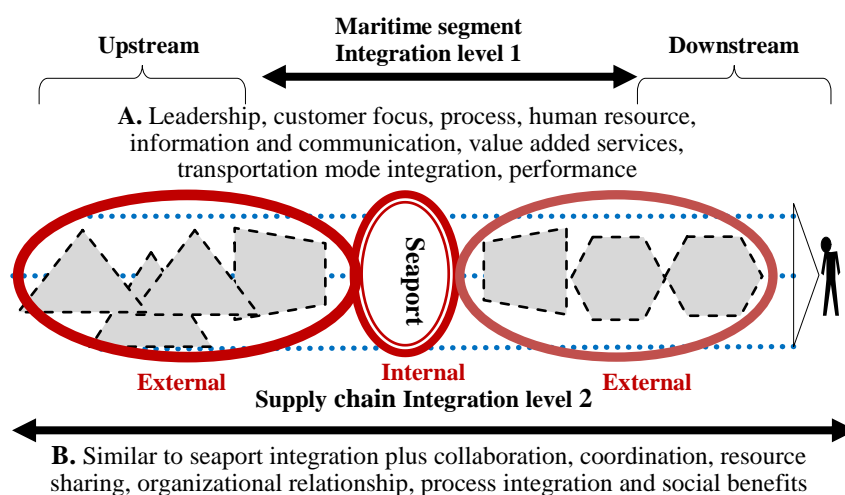 Maritime segment
Upstream
Integration level 1
Downstream
A. Leadership, customer focus, process, human resource,
information and communication, value added services,
transportation mode integration, performance
Seaport
External
Internal
External
Supply chain Integration level 2
B. Similar to seaport integration plus collaboration, coordination, resource
sharing, organizational relationship, process integration and social benefits